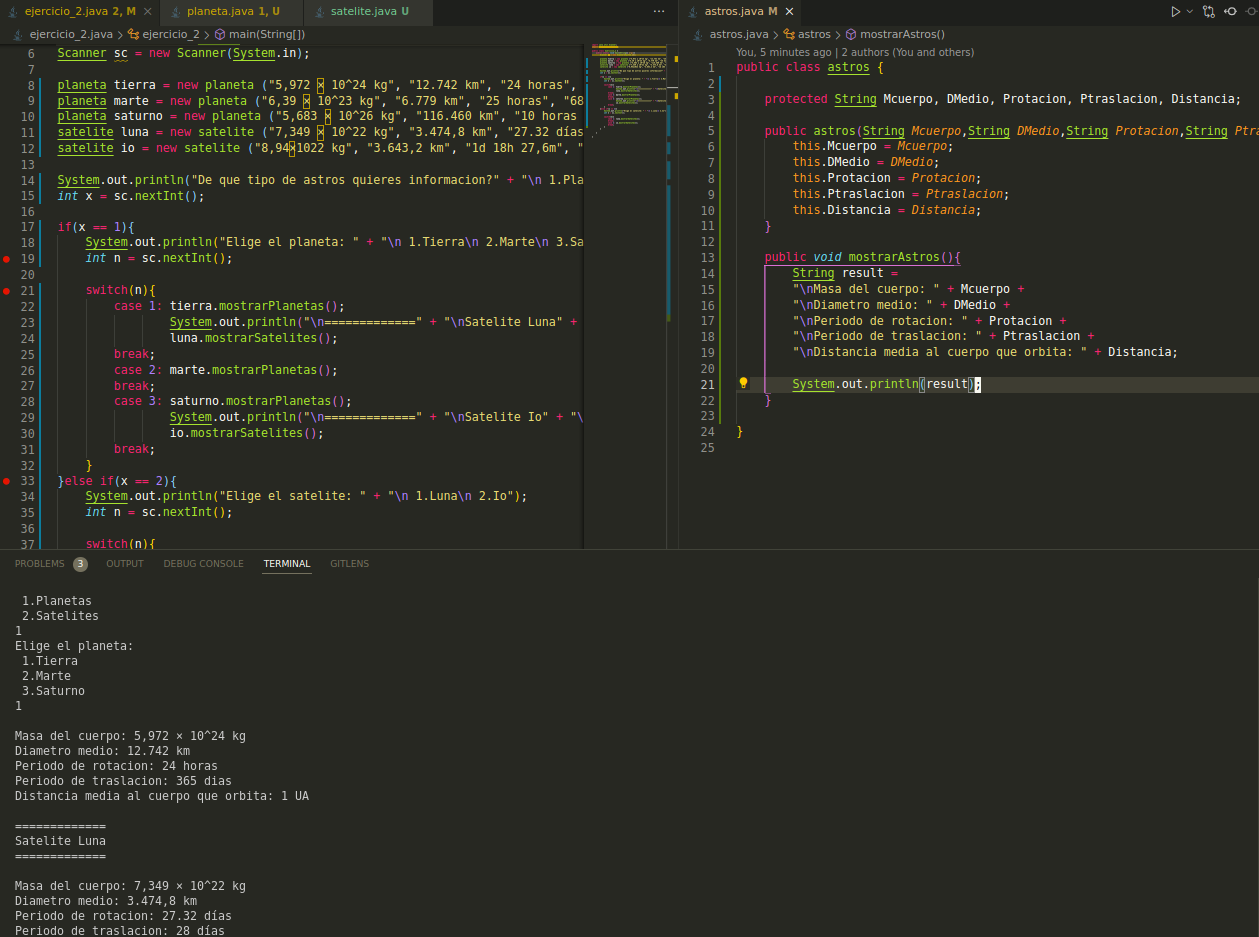 ejercicio_2.java 2, M
planeta.java 1, U
satelite.java U
ejercicio_2.java > ejercicio_2 > main(String[])
6 Scanner sc = new Scanner(System.in);
7
8 planeta tierra = new planeta ("5,972 × 10^24 kg", "12.742 km", "24 horas",
9 planeta marte = new planeta ("6,39 × 10^23 kg", "6.779 km", "25 horas", "68
10 planeta saturno = new planeta ("5,683 × 10^26 kg", "116.460 km", "10 horas
11 satelite luna = new satelite ("7,349 × 10^22 kg", "3.474,8 km", "27.32 días
12 satelite io = new satelite ("8,94×1022 kg", "3.643,2 km", "1d 18h 27,6m", "
13
14 System.out.println("De que tipo de astros quieres informacion?" + "\n 1.Pla
15 int x = sc.nextInt();
16
17 if(x == 1){
18 System.out.println("Elige el planeta: " + "\n 1.Tierra\n 2.Marte\n 3.Sa
19 int n = sc.nextInt();
20
21 switch(n){
22 case 1: tierra.mostrarPlanetas();
23 System.out.println("\n=============" + "\nSatelite Luna" +
24 luna.mostrarSatelites();
25 break;
26 case 2: marte.mostrarPlanetas();
27 break;
28 case 3: saturno.mostrarPlanetas();
29 System.out.println("\n=============" + "\nSatelite Io" + "\
30 io.mostrarSatelites();
31 break;
32 }
33 }else if(x == 2){
34 System.out.println("Elige el satelite: " + "\n 1.Luna\n 2.Io");
35 int n = sc.nextInt();
36
37 switch(n){
astros.java M
astros.java > astros > mostrarAstros()
You, 5 minutes ago | 2 authors (You and others)
1 public class astros {
2
3 protected String Mcuerpo, DMedio, Protacion, Ptraslacion, Distancia;
4
5 public astros(String Mcuerpo,String DMedio,String Protacion,String Ptra
6 this.Mcuerpo = Mcuerpo;
7 this.DMedio = DMedio;
8 this.Protacion = Protacion;
9 this.Ptraslacion = Ptraslacion;
10 this.Distancia = Distancia;
11 }
12
13 public void mostrarAstros(){
14 String result =
15 "\nMasa del cuerpo: " + Mcuerpo +
16 "\nDiametro medio: " + DMedio +
17 "\nPeriodo de rotacion: " + Protacion +
18 "\nPeriodo de traslacion: " + Ptraslacion +
19 "\nDistancia media al cuerpo que orbita: " + Distancia;
20
21 System.out.println(result);
22 }
23
24 }
25
PROBLEMS 3 OUTPUT DEBUG CONSOLE TERMINAL GITLENS
1.Planetas
2.Satelites
1
Elige el planeta:
1.Tierra
2.Marte
3.Saturno
1
Masa del cuerpo: 5,972 × 10^24 kg
Diametro medio: 12.742 km
Periodo de rotacion: 24 horas
Periodo de traslacion: 365 dias
Distancia media al cuerpo que orbita: 1 UA
=============
Satelite Luna
=============
Masa del cuerpo: 7,349 × 10^22 kg
Diametro medio: 3.474,8 km
Periodo de rotacion: 27.32 días
Periodo de traslacion: 28 días